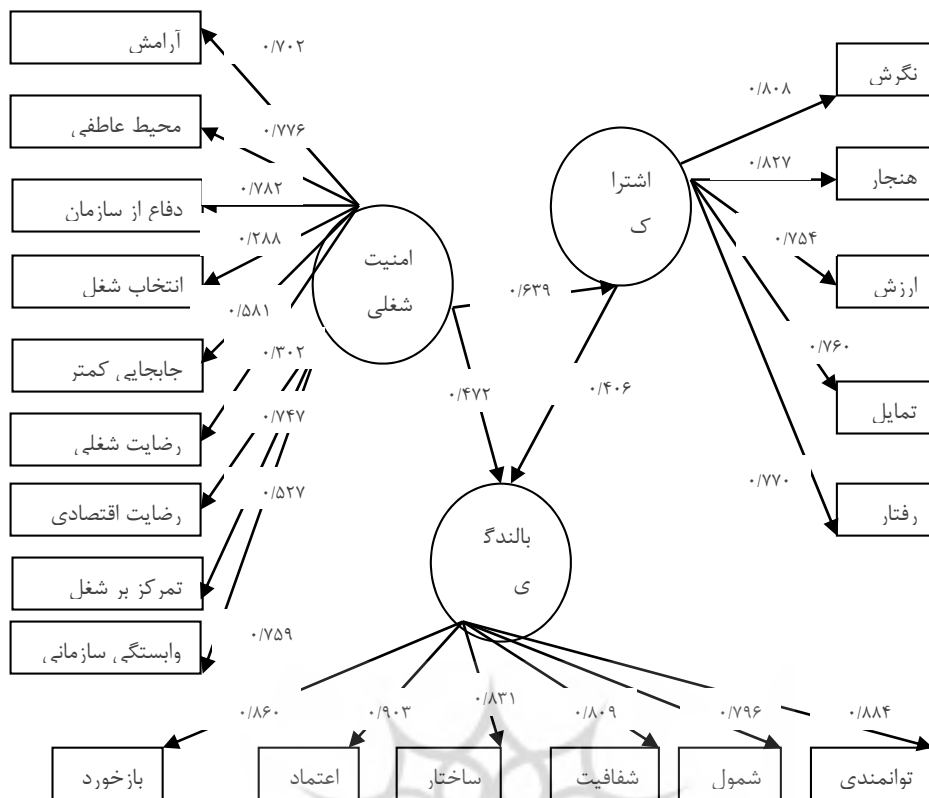 آرامش
۰/۷۰۲
نگرش
۰/۸۰۸
محیط عاطفی
۰/۷۷۶
هنجار
۰/۸۲۷
اشترا
ک
دفاع از سازمان
۰/۷۸۲
۰/۷۵۴
انتخاب شغل
۰/۲۸۸
امنیت
شغلی
۰/۶۳۹
ارزش
جابجایی کمتر
۰/۵۸۱
۰/۳۰۲
۰/۷۶۰
رضایت شغلی
۰/۷۴۷
۰/۴۷۲
۰/۴۰۶
تمایل
رضایت اقتصادی
۰/۵۲۷
۰/۷۷۰
رفتار
تمرکز بر شغل
بالندگ
ی
وابستگی سازمانی
۰/۷۵۹
۰/۸۶۰
۰/۹۰۳
۰/۸۳۱
۰/۸۰۹
۰/۷۹۶
۰/۸۸۴
بازخورد
اعتماد
ساختار
شفافیت
شمول
توانمندی